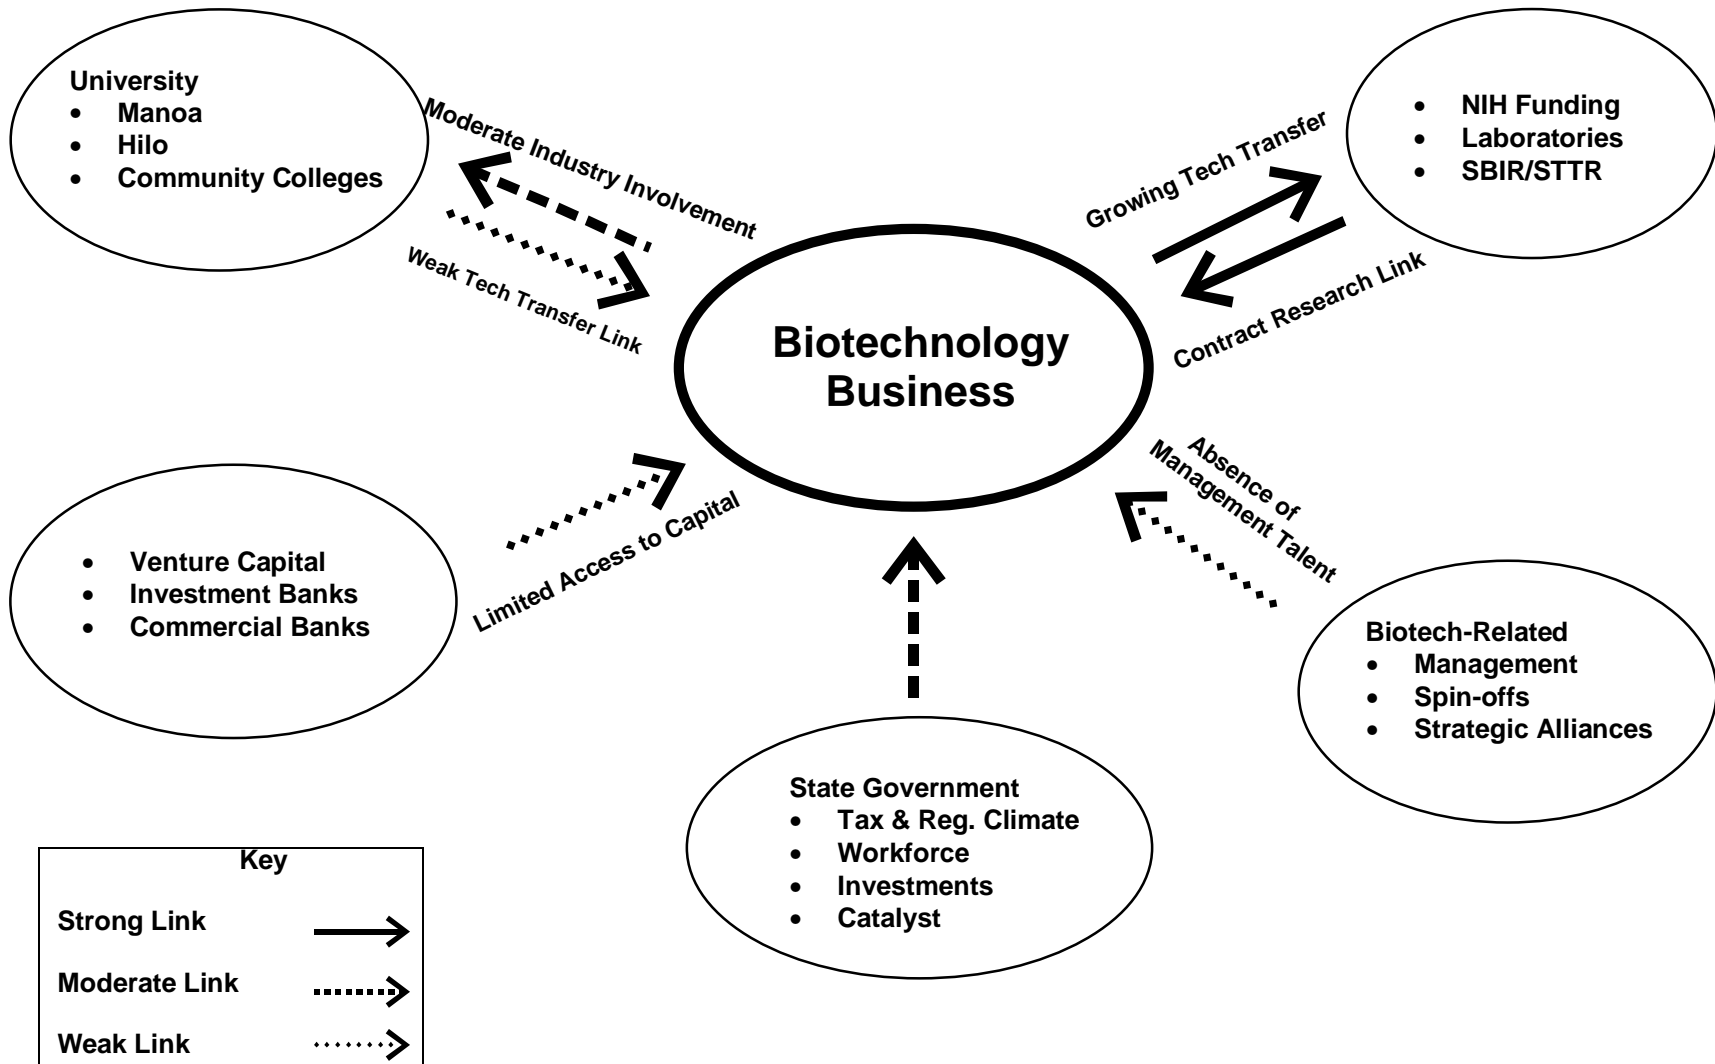 University
• Manoa
• Hilo
• Community Colleges
Moderate Industry Involvement
Weak Tech Transfer Link
Growing Tech Transfer
Contract Research Link
• NIH Funding
• Laboratories
• SBIR/STTR
Biotechnology
Business
• Venture Capital
• Investment Banks
• Commercial Banks
Limited Access to Capital
Absence of
Management Talent
Biotech-Related
• Management
• Spin-offs
• Strategic Alliances
State Government
• Tax & Reg. Climate
• Workforce
• Investments
• Catalyst
Key
Strong Link
Moderate Link
Weak Link